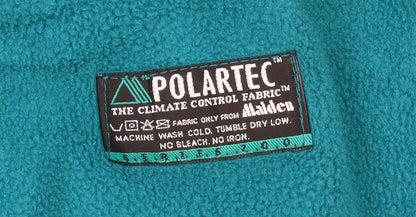 POLARTEC™
THE CLIMATE CONTROL FABRIC™
FABRIC ONLY FROM Malden
MACHINE WASH COLD. TUMBLE DRY LOW.
NO BLEACH. NO IRON.
SERIES 200